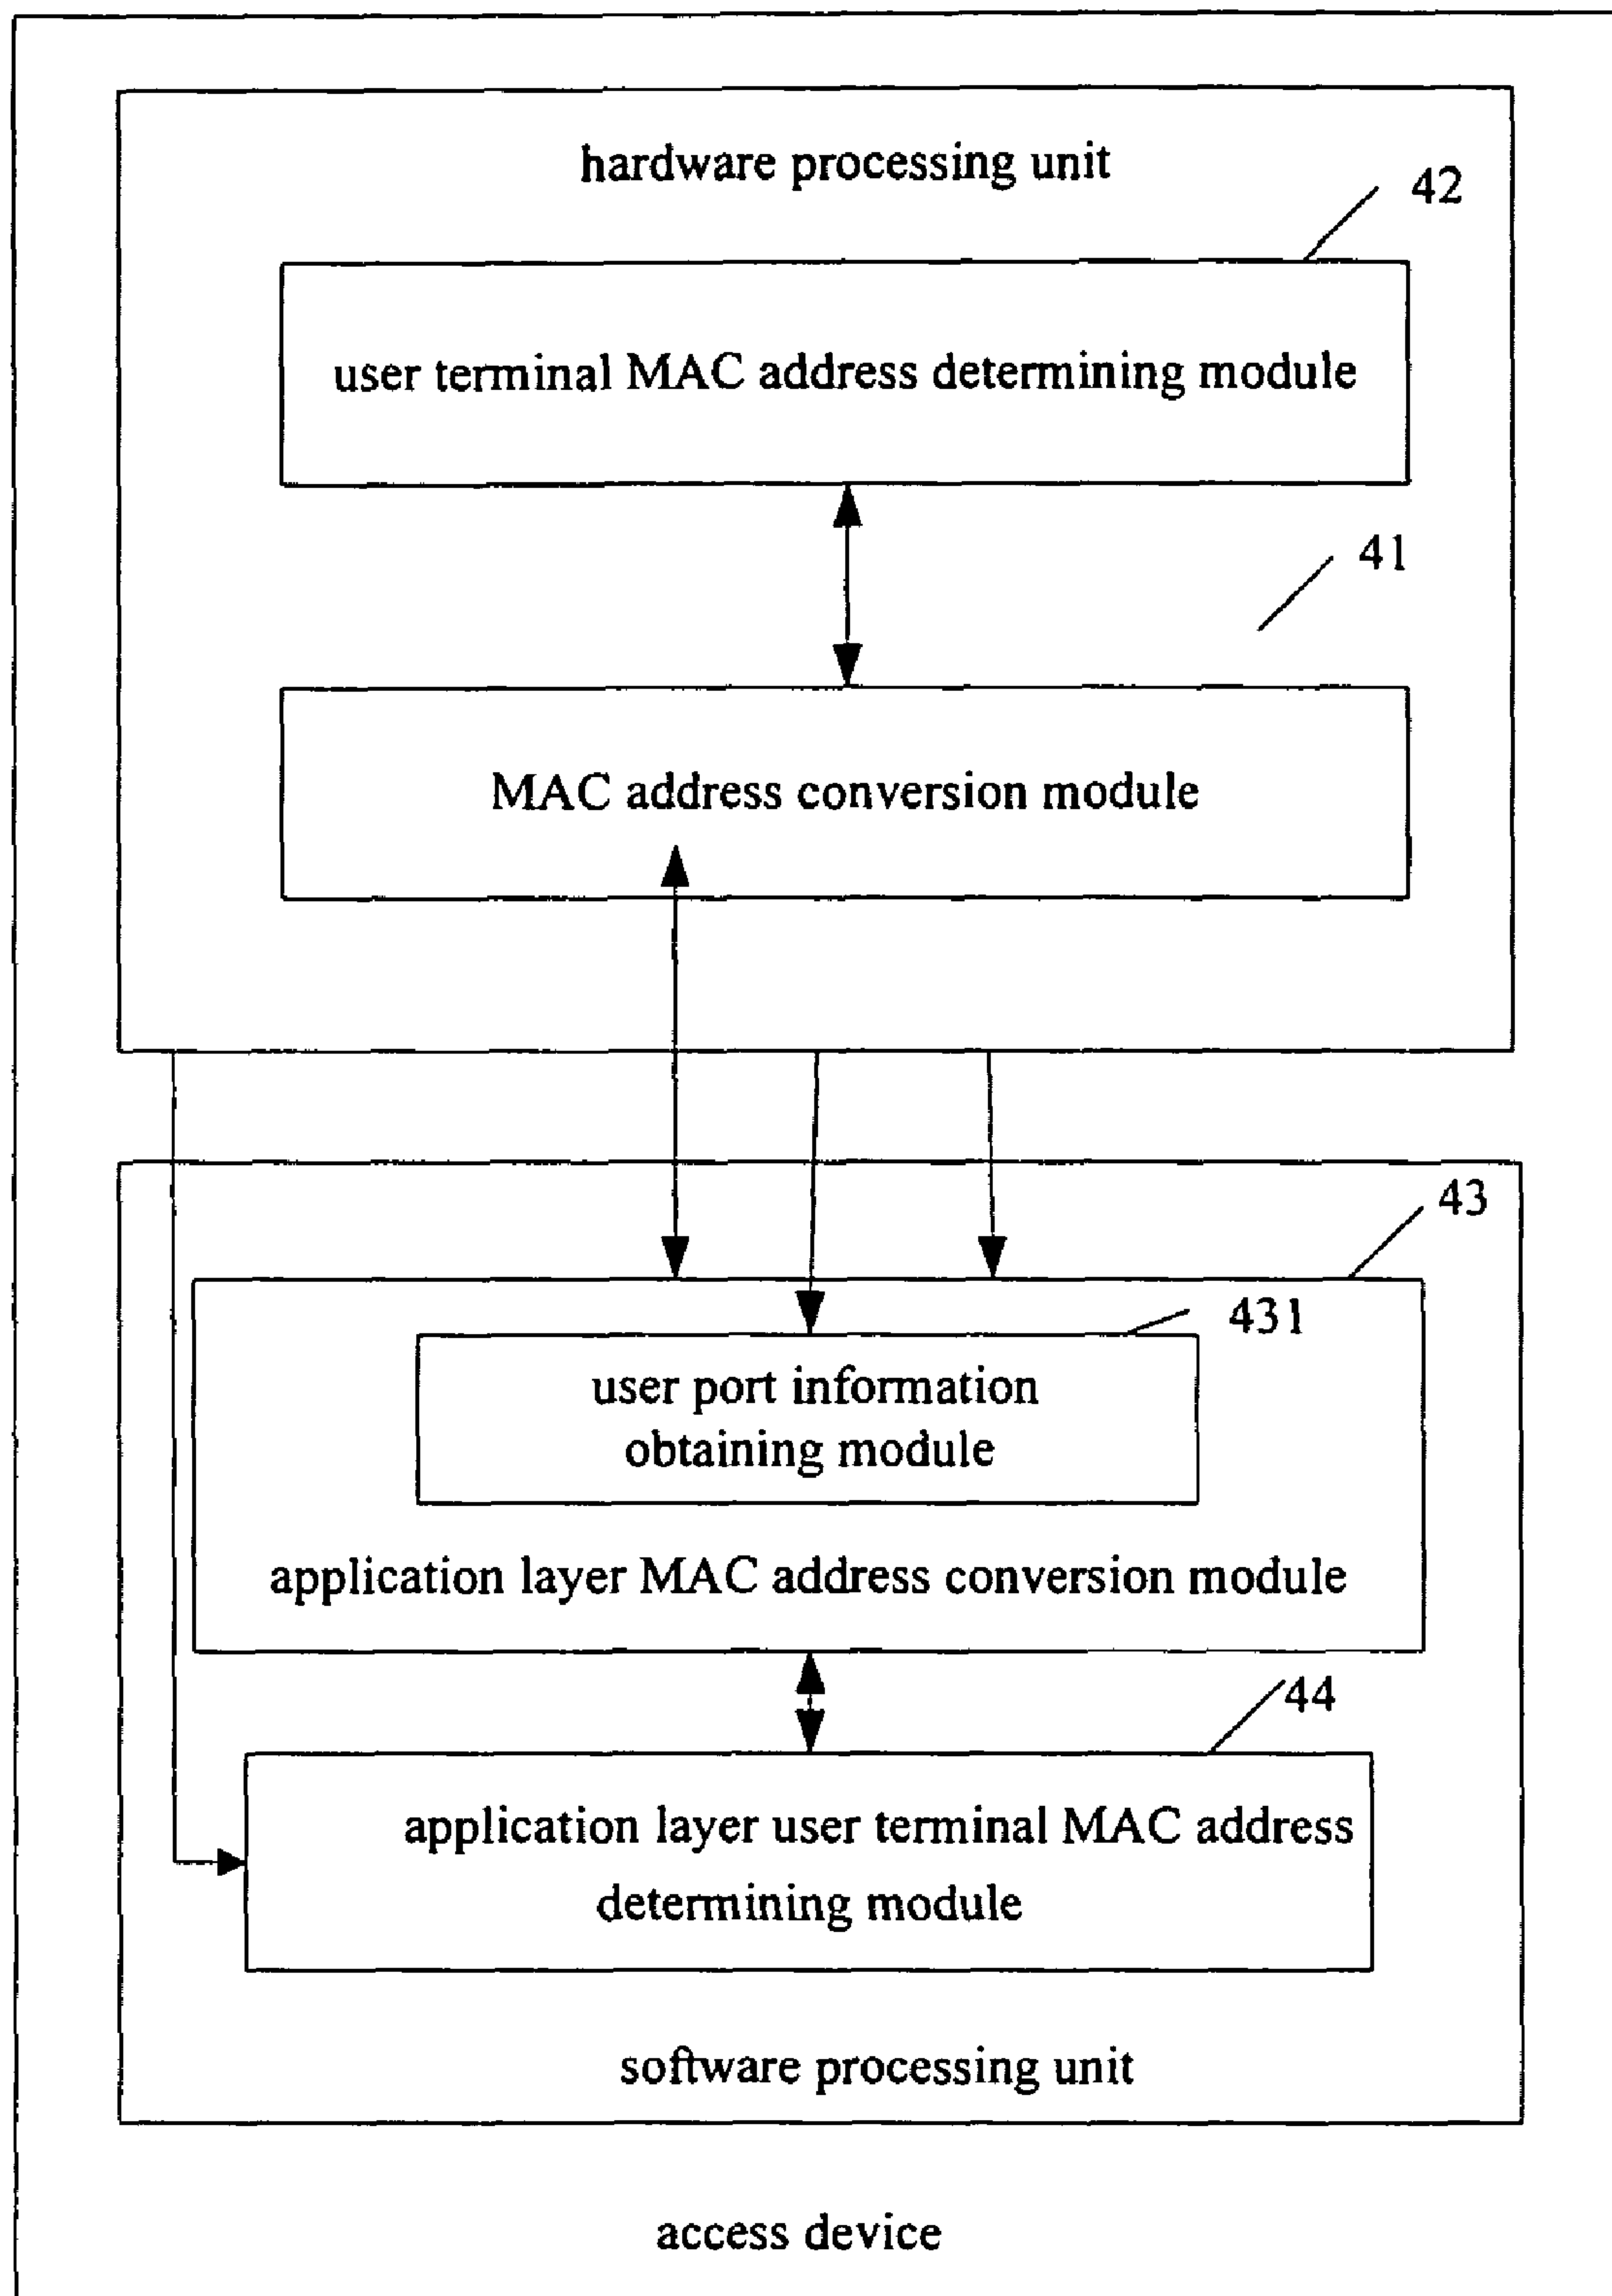 hardware processing unit
42
user terminal MAC address determining module
41
MAC address conversion module
43
431
user port information
obtaining module
application layer MAC address conversion module
44
application layer user terminal MAC address
determining module
software processing unit
access device